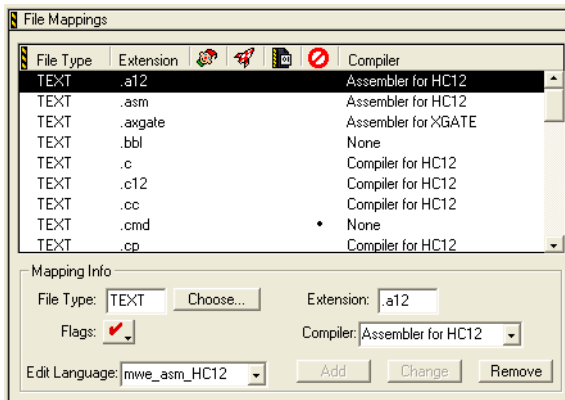 File Mappings
File Type Extension Compiler
TEXT .a12 Assembler for HC12
TEXT .asm Assembler for HC12
TEXT .axgate Assembler for XGATE
TEXT .bbl None
TEXT .c Compiler for HC12
TEXT .c12 Compiler for HC12
TEXT .cc Compiler for HC12
TEXT .cmd • None
TEXT .cp Compiler for HC12
Mapping Info
File Type: TEXT Choose... Extension: .a12
Flags: Compiler: Assembler for HC12
Edit Language: mwe_asm_HC12 Add Change Remove